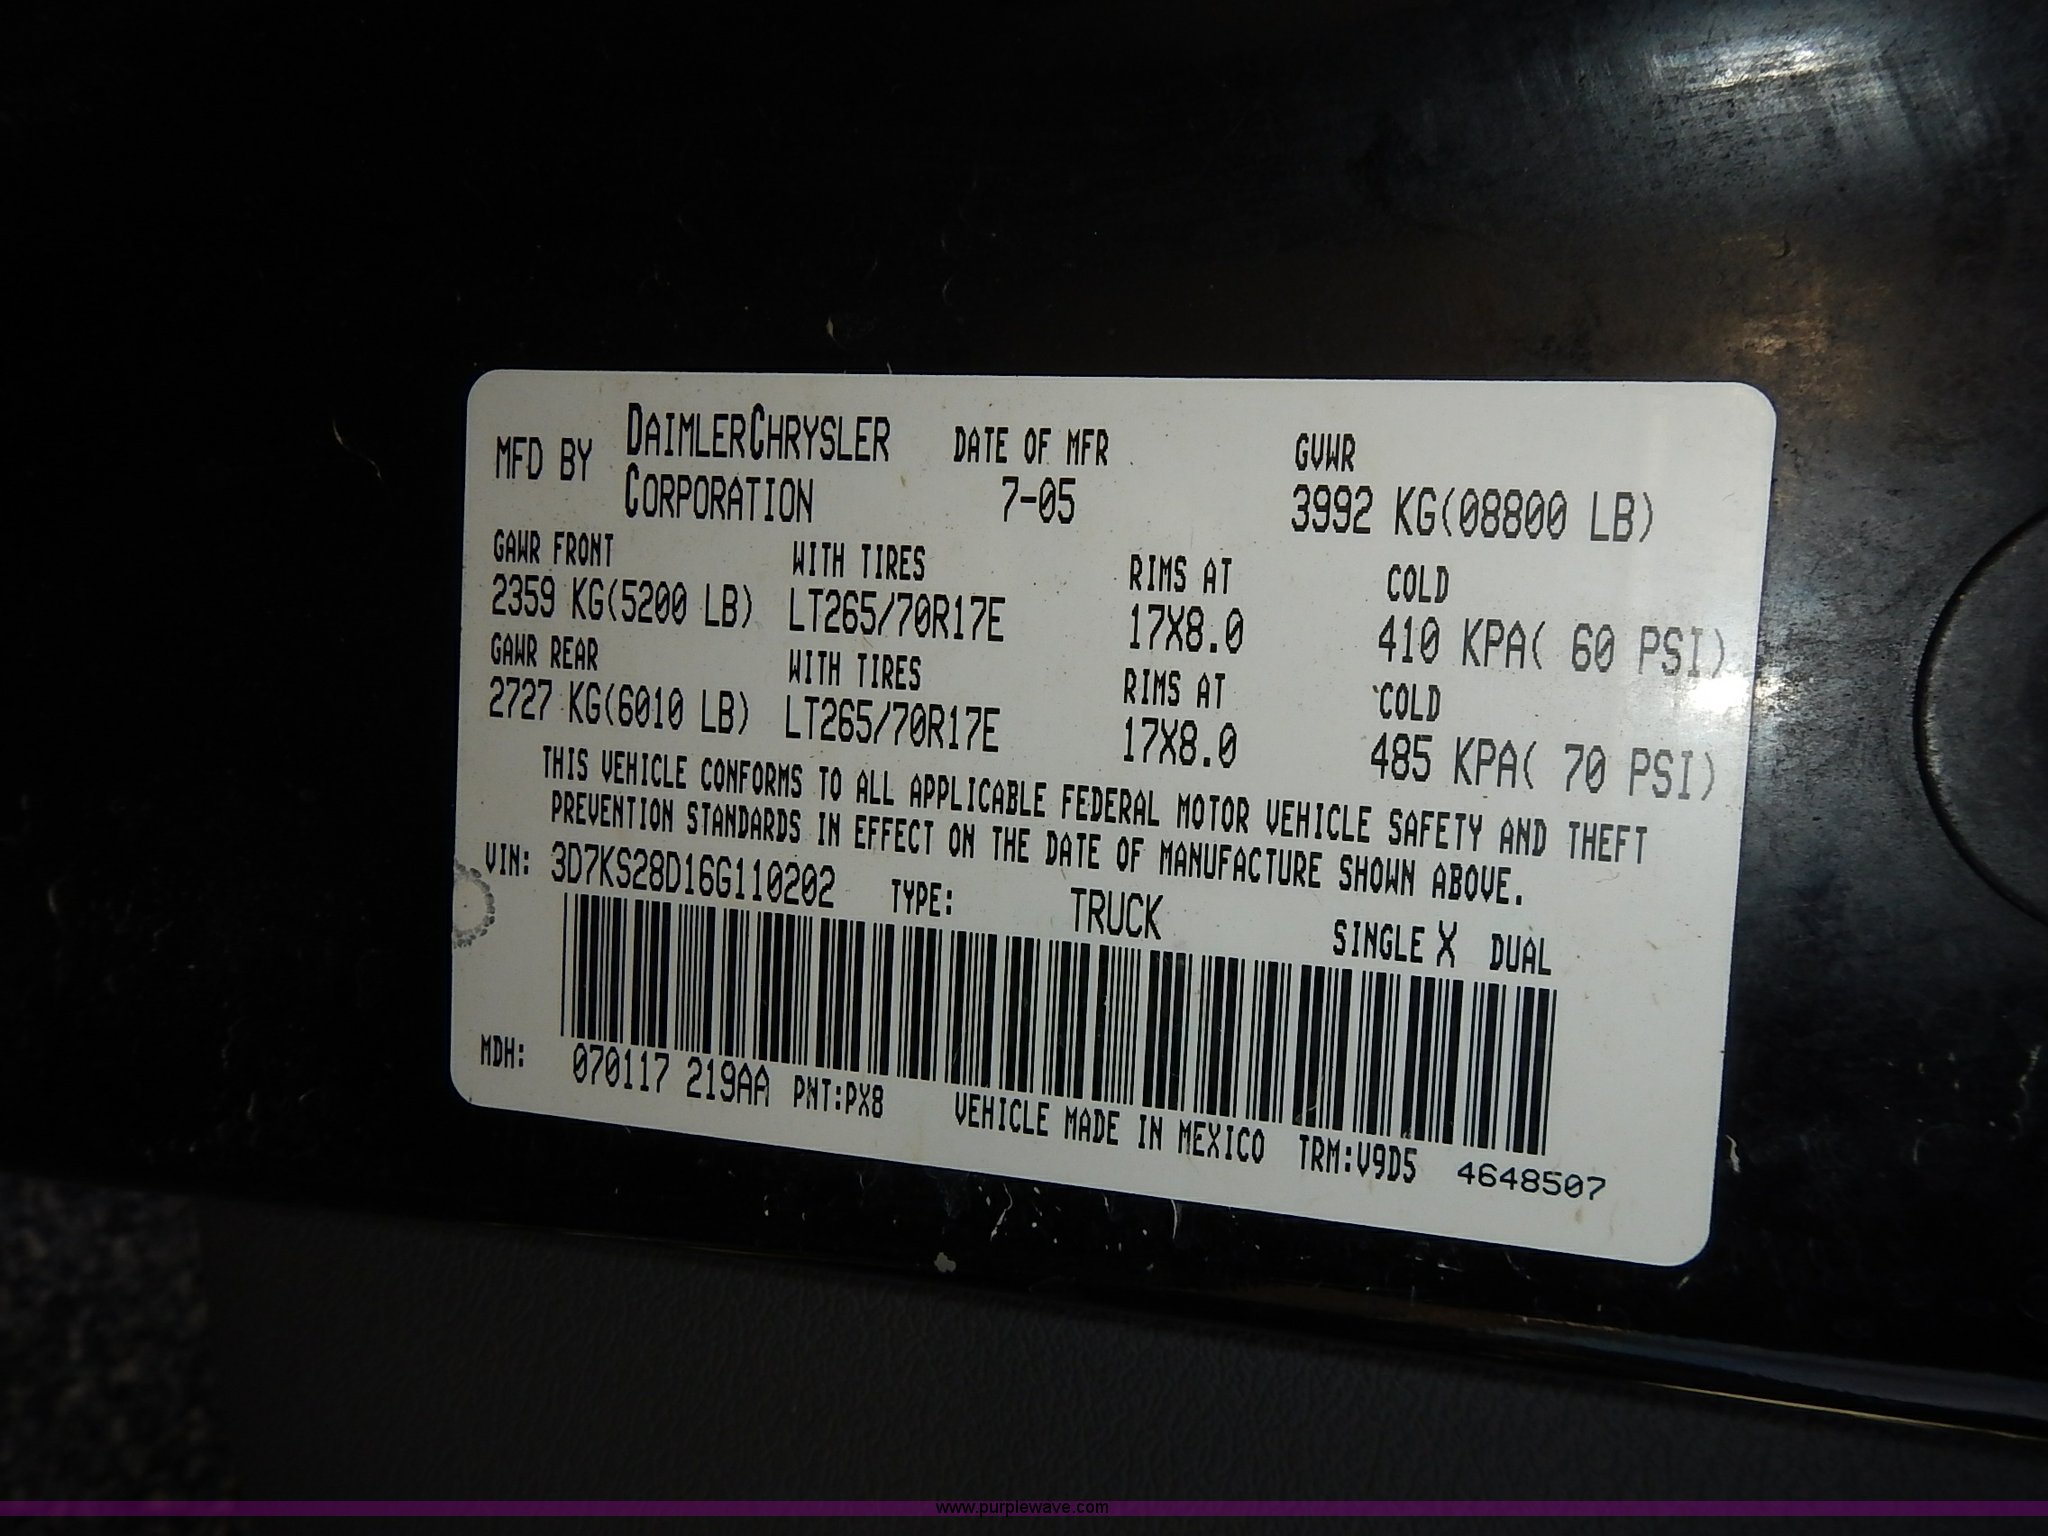 MFD BY DAIMLERCHRYSLER CORPORATION DATE OF MFR 7-05 GVWR 3992 KG(08800 LB)
GAWR FRONT WITH TIRES RIMS AT COLD
2359 KG(5200 LB) LT265/70R17E 17X8.0 410 KPA( 60 PSI)
GAWR REAR WITH TIRES RIMS AT COLD
2727 KG(6010 LB) LT265/70R17E 17X8.0 485 KPA( 70 PSI)
THIS VEHICLE CONFORMS TO ALL APPLICABLE FEDERAL MOTOR VEHICLE SAFETY AND THEFT
PREVENTION STANDARDS IN EFFECT ON THE DATE OF MANUFACTURE SHOWN ABOVE.
VIN: 3D7KS28D16G110202 TYPE: TRUCK SINGLE X DUAL
MDH: 070117 219AA PNT:PX8 VEHICLE MADE IN MEXICO TRM:V9D5 4648507
www.purplewave.com